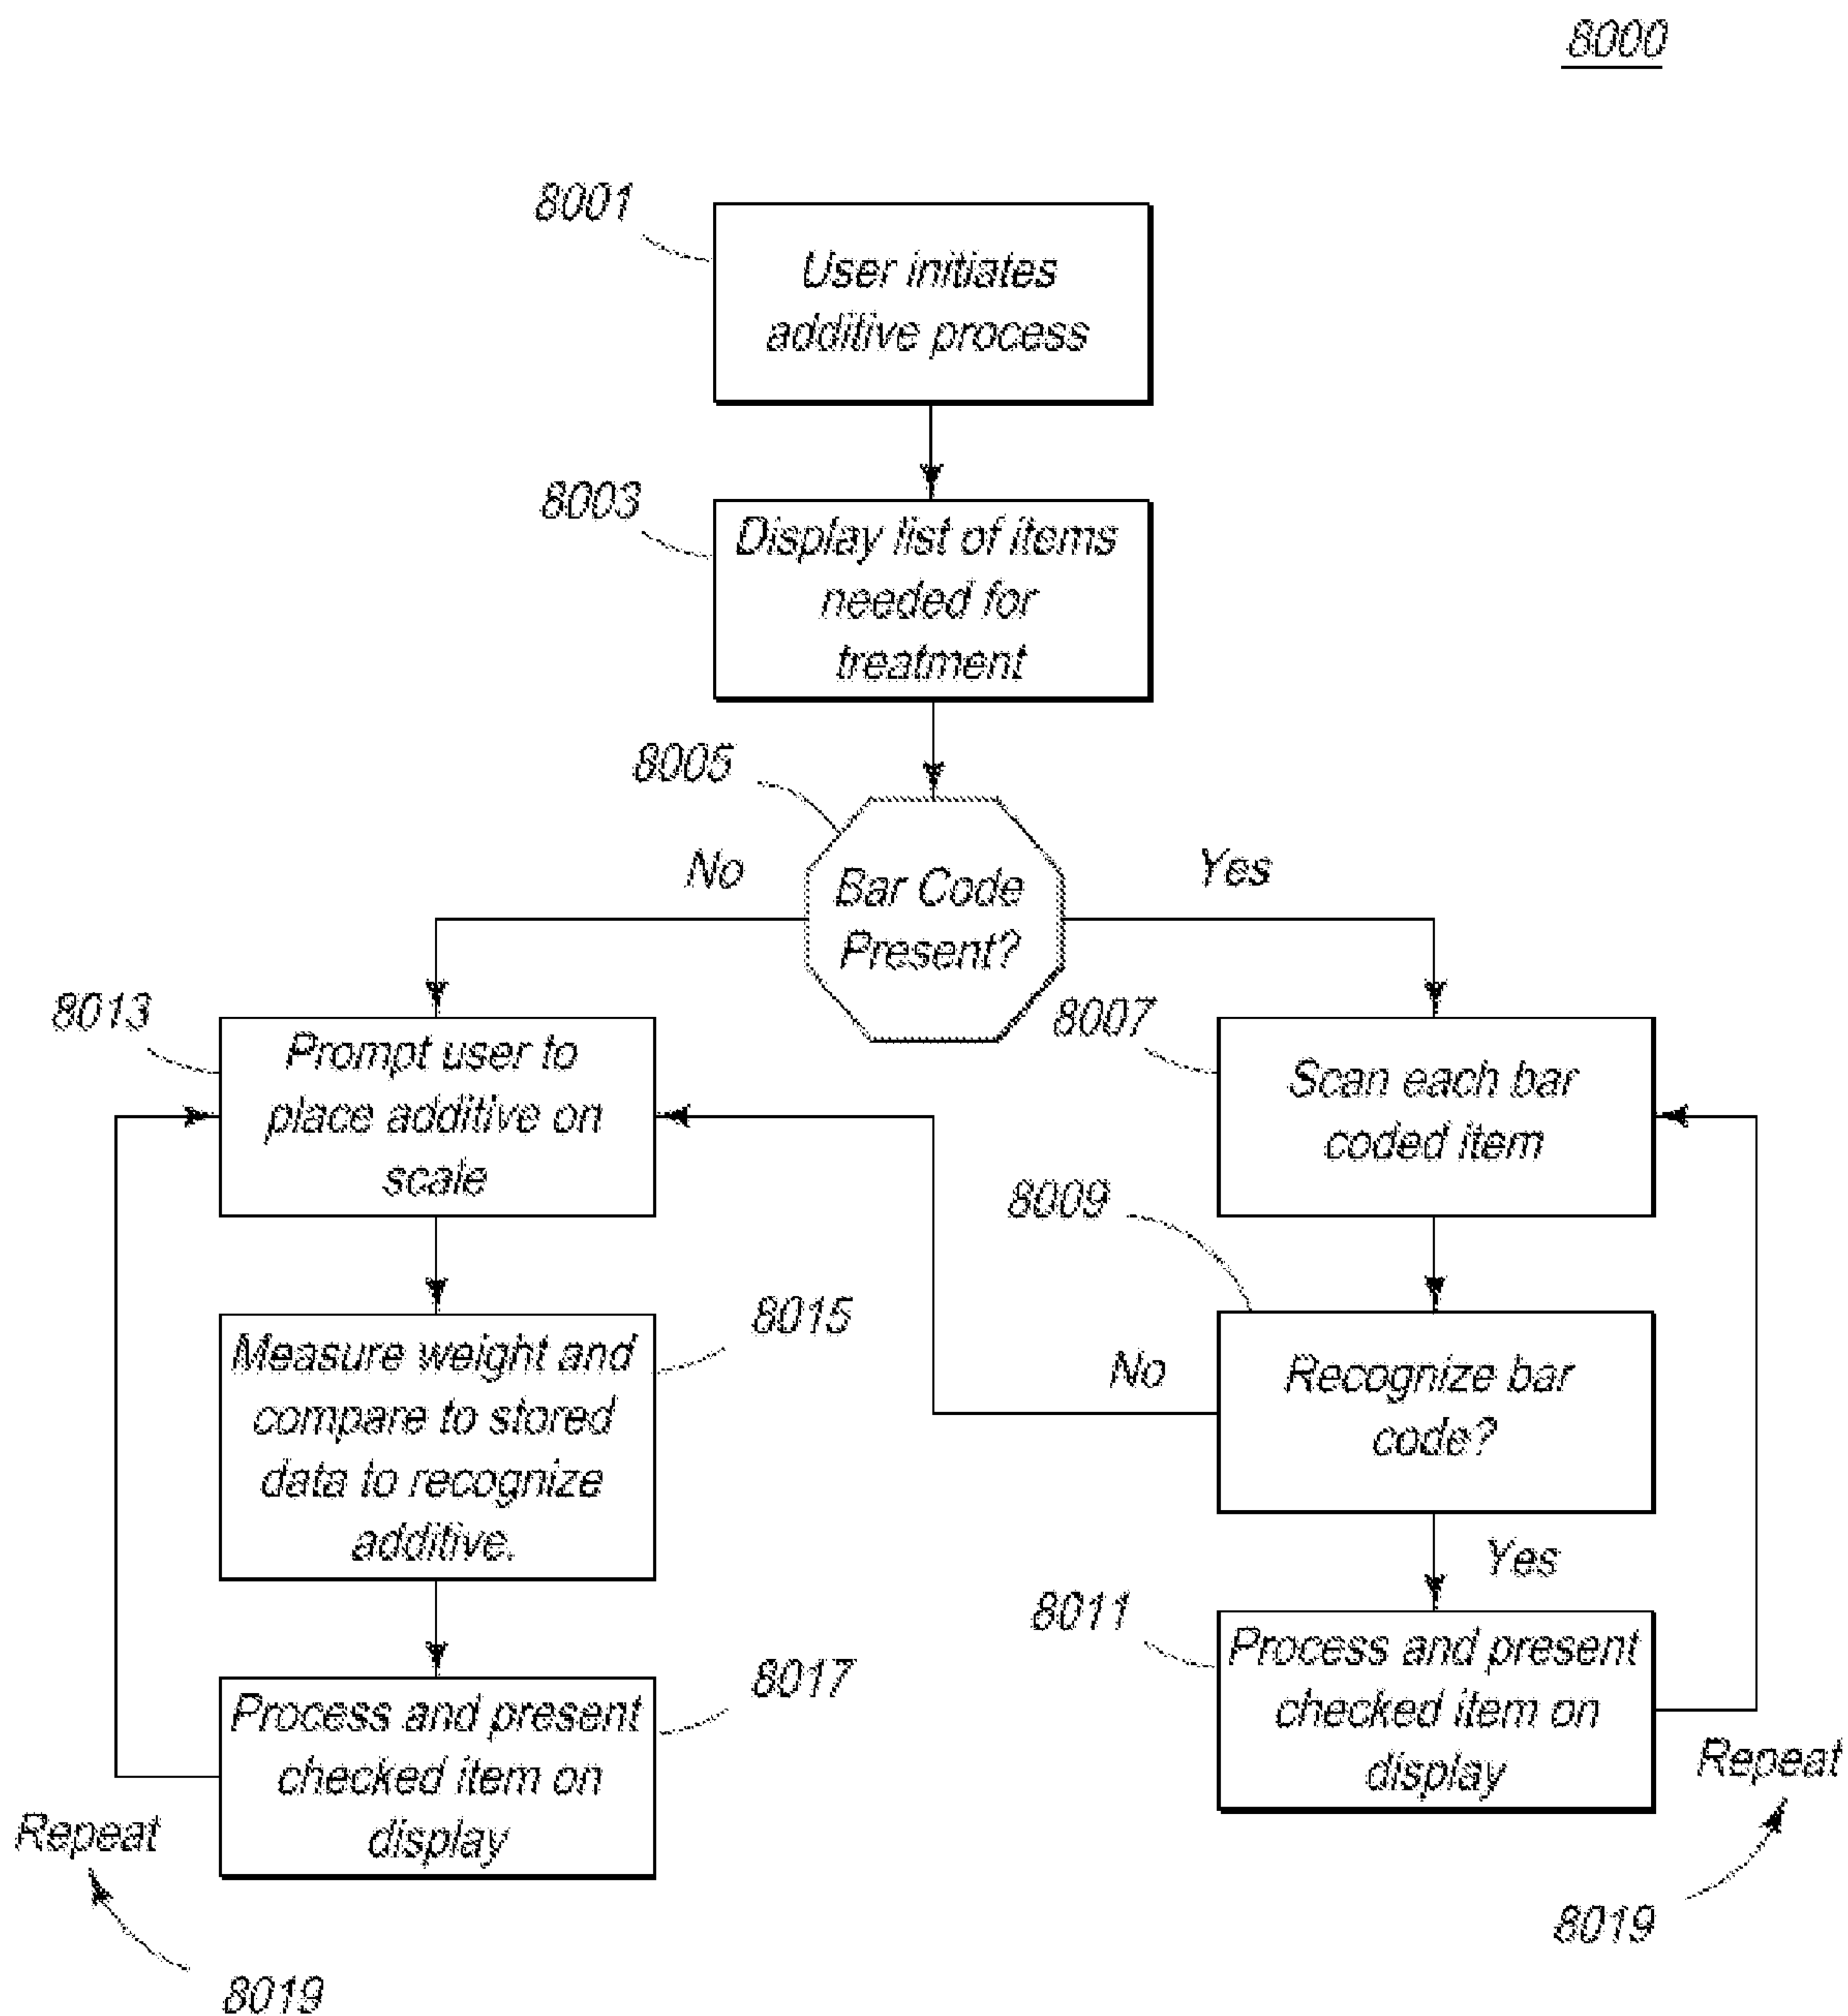 8000
8001
User initiates
additive process
8003
Display list of items
needed for
treatment
8005
Bar Code
Present?
No
Yes
8013
Prompt user to
place additive on
scale
8007
Scan each bar
coded item
8009
Recognize bar
code?
No
Yes
8015
Measure weight and
compare to stored
data to recognize
additive.
8011
Process and present
checked item on
display
Repeat
8019
8017
Process and present
checked item on
display
Repeat
8019